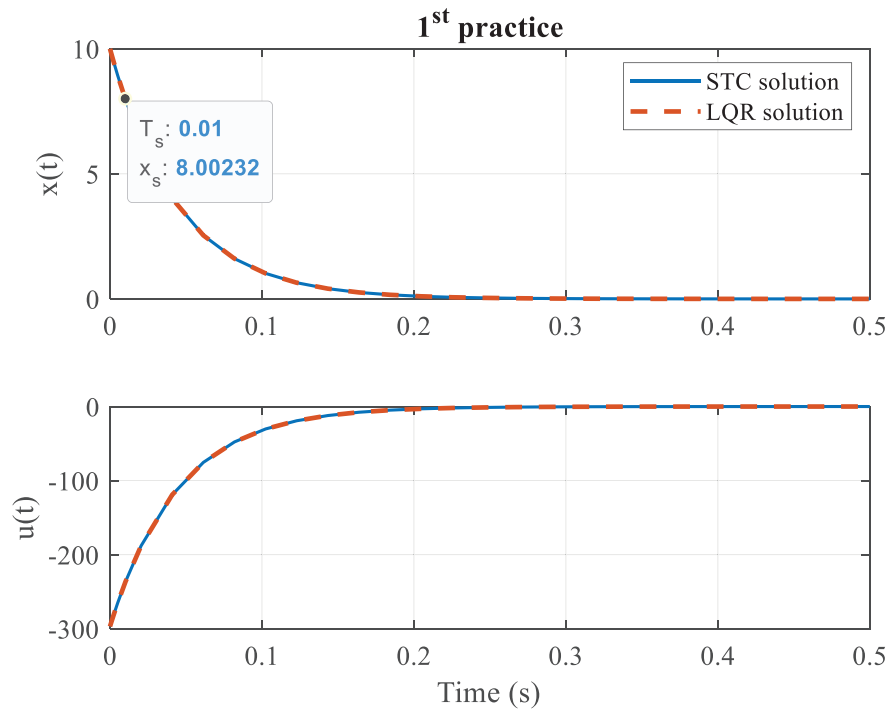 1st practice
10
5
0
x(t)
Ts: 0.01
xs: 8.00232
STC solution
LQR solution
0 0.1 0.2 0.3 0.4 0.5
0
-100
-200
-300
u(t)
0 0.1 0.2 0.3 0.4 0.5
Time (s)